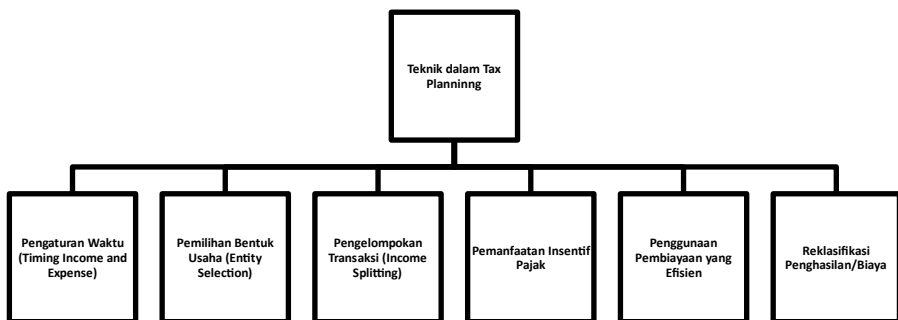 Teknik dalam Tax
Planninng
Pengaturan Waktu
(Timing Income and
Expense)
Pemilihan Bentuk
Usaha (Entity
Selection)
Pengelompokan
Transaksi (Income
Splitting)
Pemanfaatan Insentif
Pajak
Penggunaan
Pembiayaan yang
Efisien
Reklasifikasi
Penghasilan/Biaya